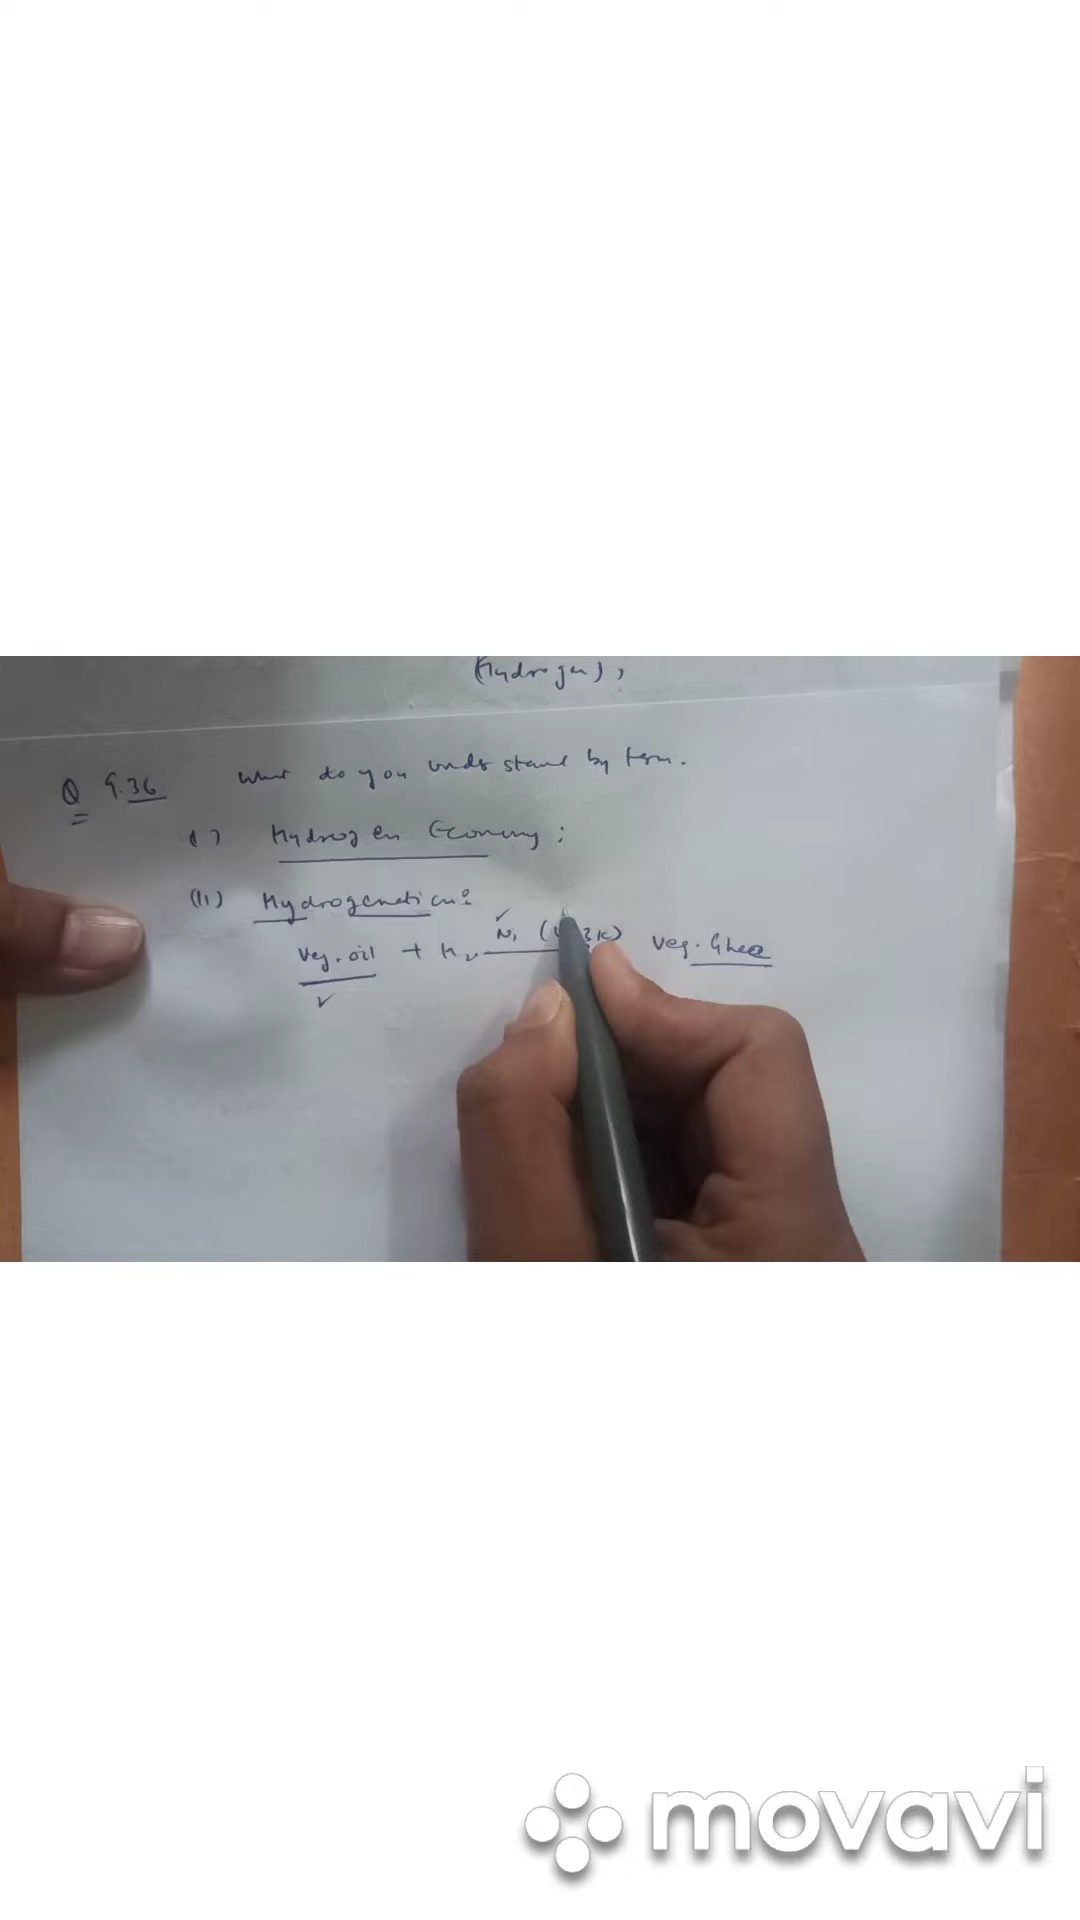 (Hydrogen),
Q 9.36 What do you understand by term.
(i) Hydrogen Economy:
(ii) Hydrogenation:
Veg. oil + H2 Ni ( 3K) Veg. Ghee
movavi